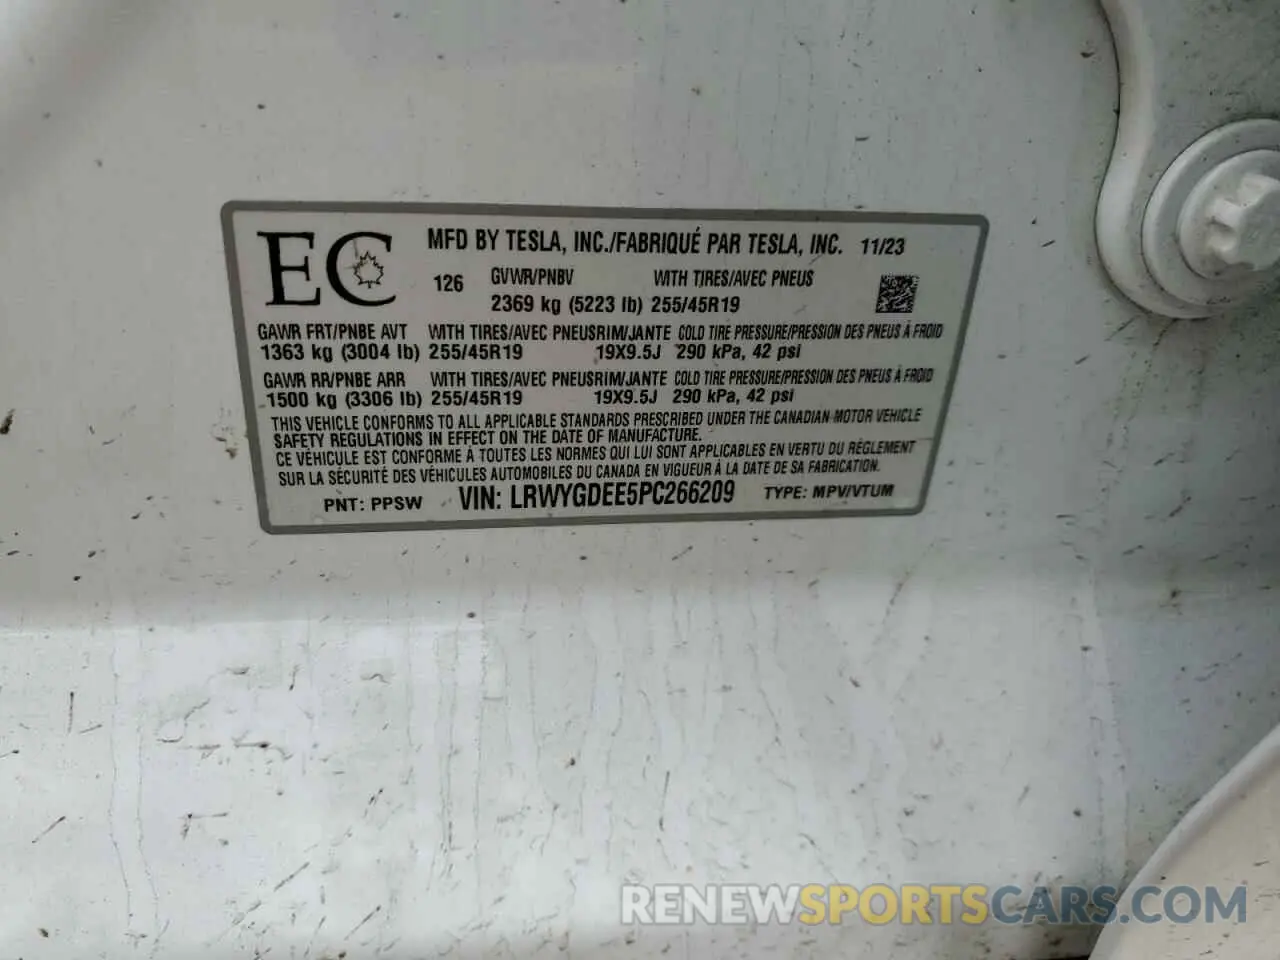 EC
MFD BY TESLA, INC./FABRIQUÉ PAR TESLA, INC. 11/23
126 GVWR/PNBV WITH TIRES/AVEC PNEUS
2369 kg (5223 lb) 255/45R19
GAWR FRT/PNBE AVT WITH TIRES/AVEC PNEUSRIM/JANTE COLD TIRE PRESSURE/PRESSION DES PNEUS À FROID
1363 kg (3004 lb) 255/45R19 19X9.5J 290 kPa, 42 psi
GAWR RR/PNBE ARR WITH TIRES/AVEC PNEUSRIM/JANTE COLD TIRE PRESSURE/PRESSION DES PNEUS À FROID
1500 kg (3306 lb) 255/45R19 19X9.5J 290 kPa, 42 psi
THIS VEHICLE CONFORMS TO ALL APPLICABLE STANDARDS PRESCRIBED UNDER THE CANADIAN MOTOR VEHICLE
SAFETY REGULATIONS IN EFFECT ON THE DATE OF MANUFACTURE.
CE VÉHICULE EST CONFORME À TOUTES LES NORMES QUI LUI SONT APPLICABLES EN VERTU DU RÈGLEMENT
SUR LA SÉCURITÉ DES VÉHICULES AUTOMOBILES DU CANADA EN VIGUEUR À LA DATE DE SA FABRICATION.
PNT: PPSW VIN: LRWYGDEE5PC266209 TYPE: MPV/VTUM
RENEWSPORTSCARS.COM